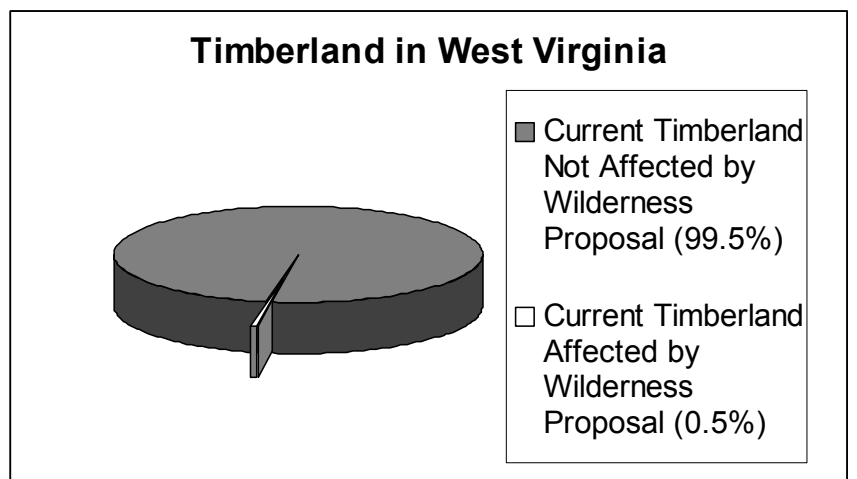 Timberland in West Virginia
Current Timberland
Not Affected by
Wilderness
Proposal (99.5%)
Current Timberland
Affected by
Wilderness
Proposal (0.5%)